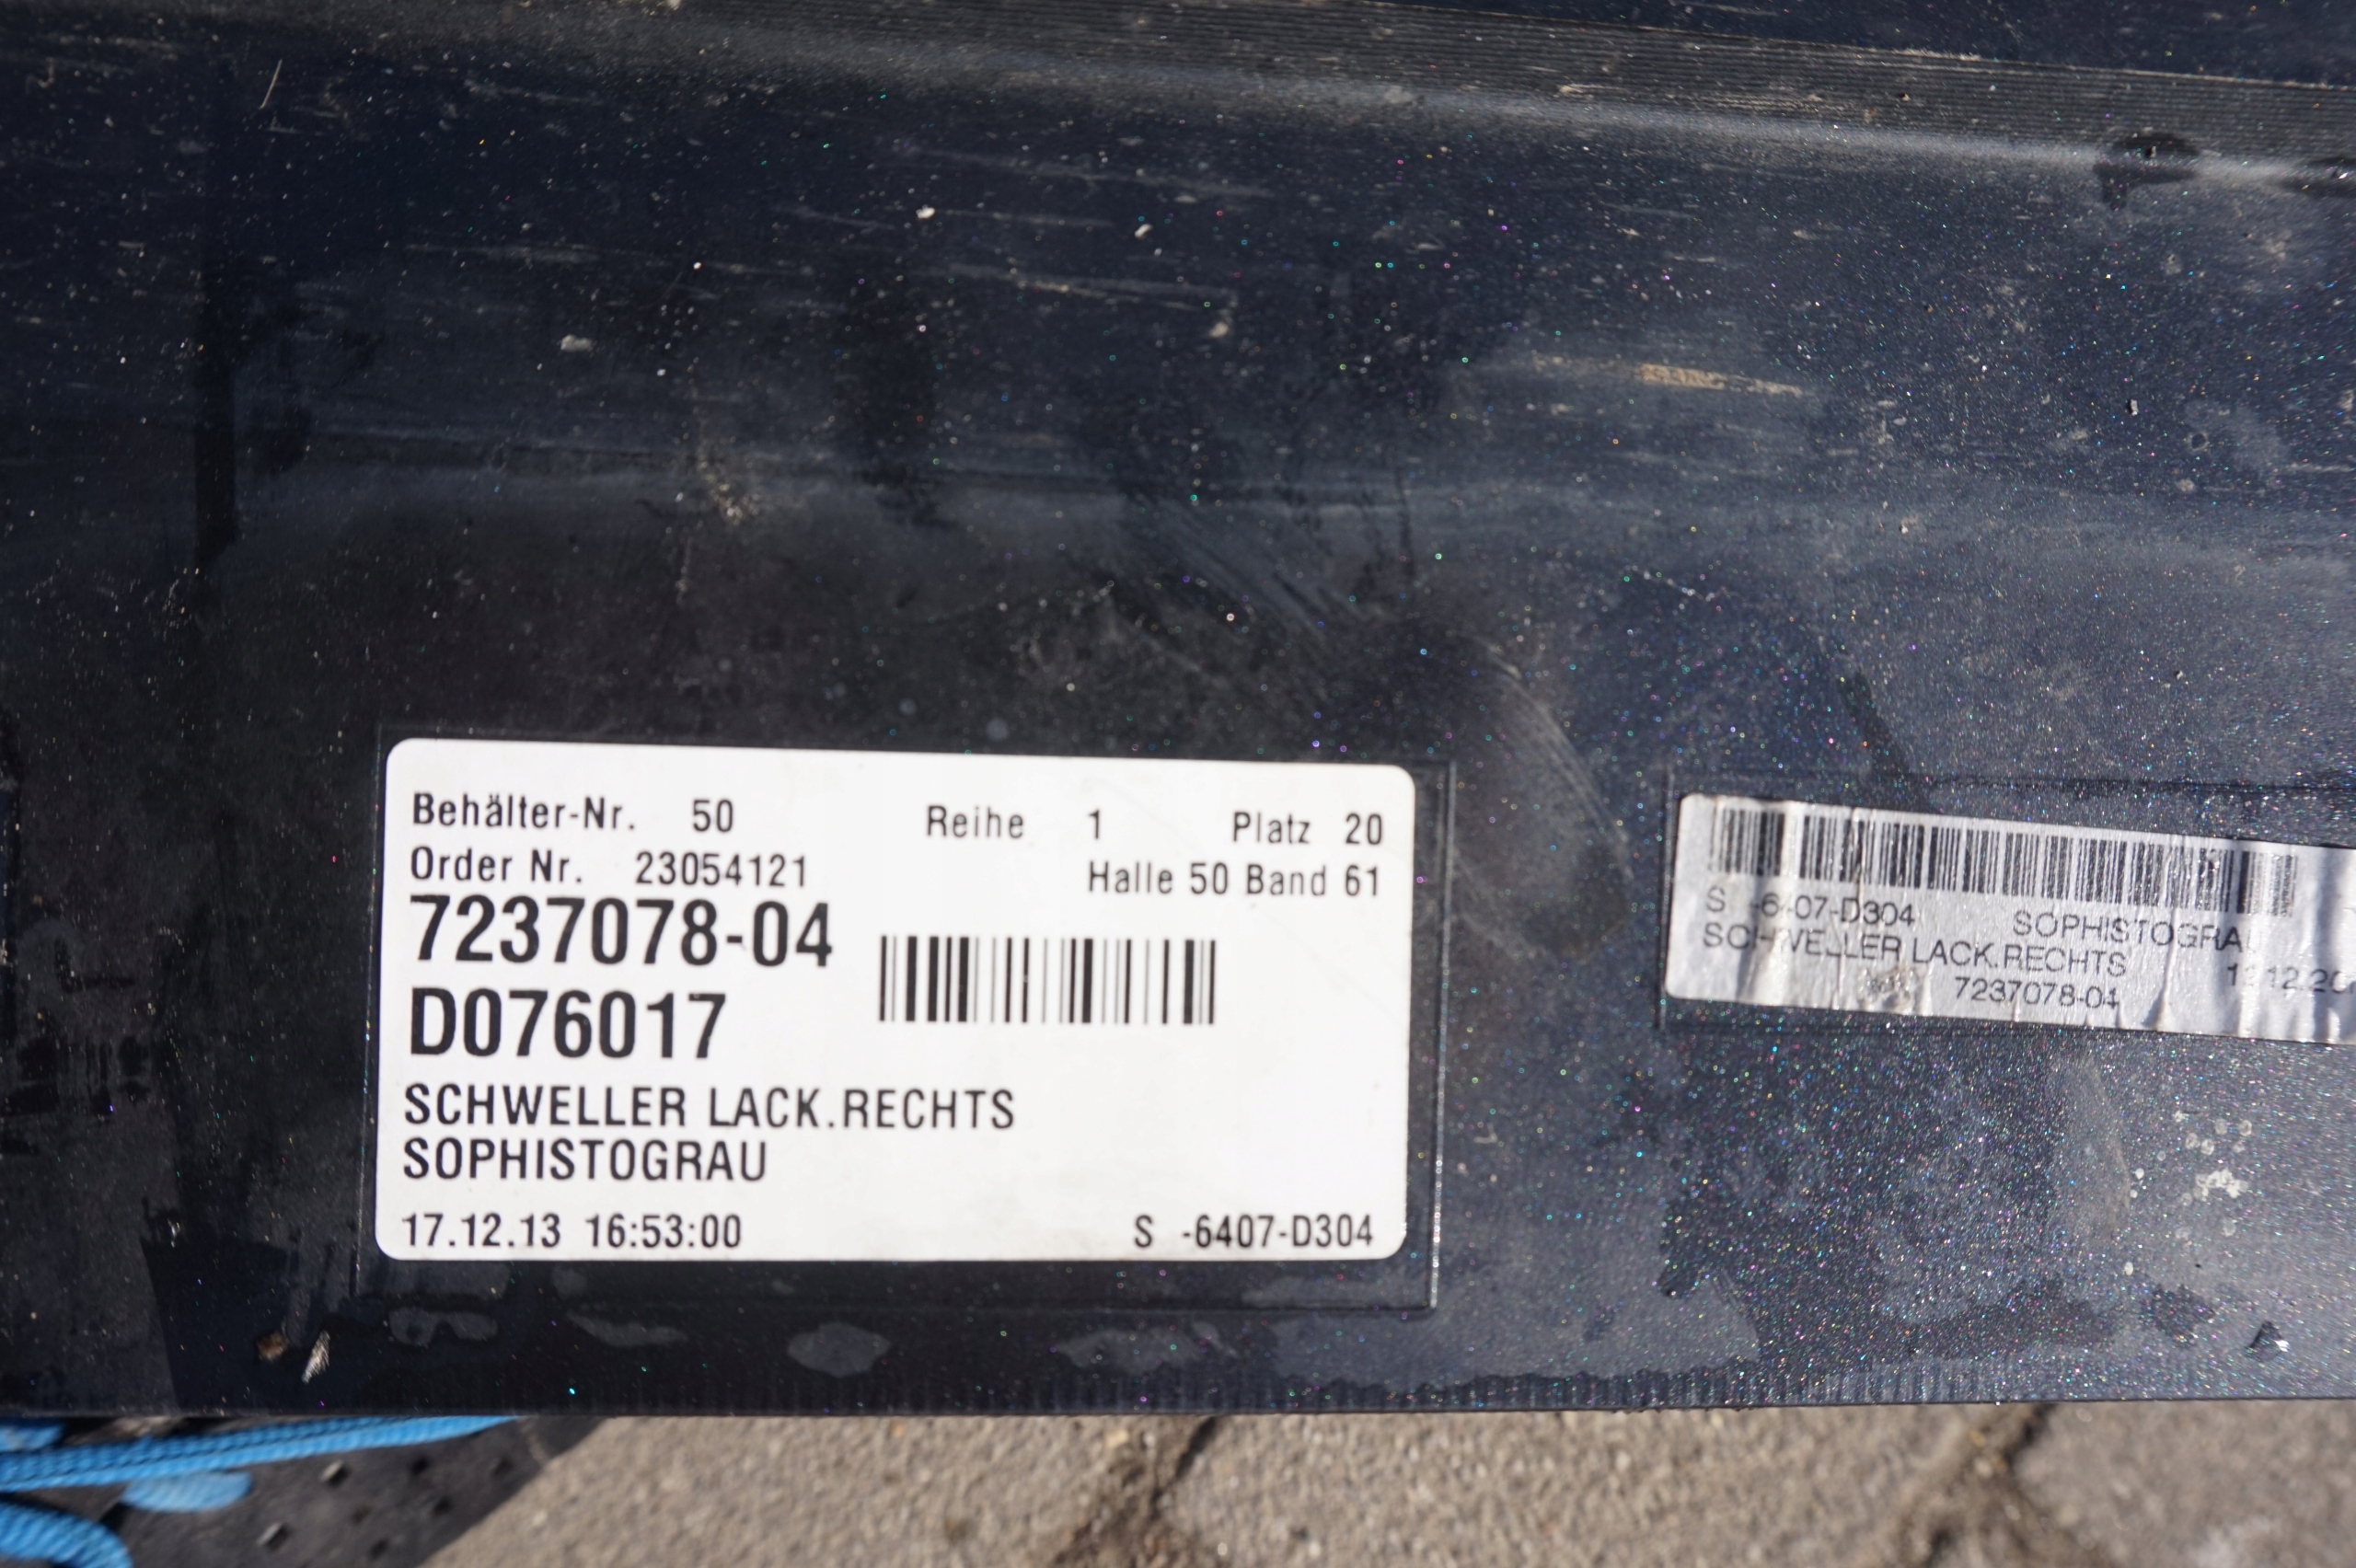 Behälter-Nr. 50 Reihe 1 Platz 20
Order Nr. 23054121 Halle 50 Band 61
7237078-04
D076017
SCHWELLER LACK.RECHTS
SOPHISTOGRAU
17.12.13 16:53:00 S -6407-D304
S -6407-D304 SOPHISTOGRAU
SCHWELLER LACK.RECHTS
7237078-04